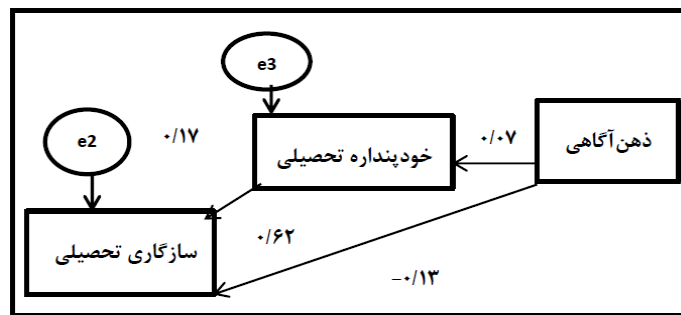 e3
۰/۱۷
ذهن‌آگاهی
۰/۰۷
خودپنداره تحصیلی
e2
سازگاری تحصیلی
۰/۶۲
−۰/۱۳